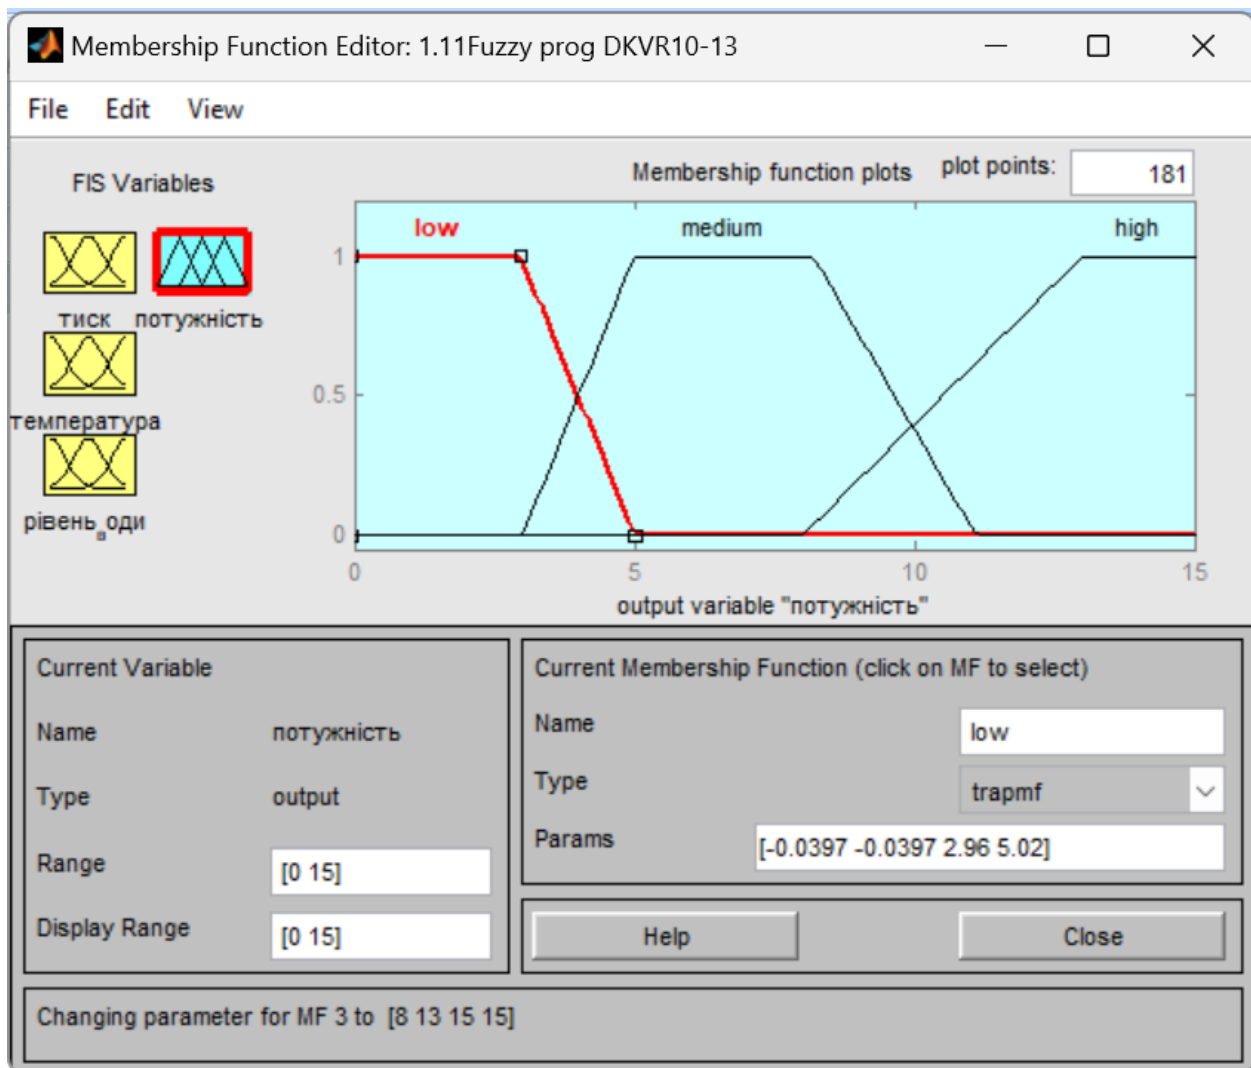 Membership Function Editor: 1.11Fuzzy prog DKVR10-13
File Edit View
FIS Variables
Membership function plots plot points: 181
тиск потужність
температура
рівень_води
low medium high
1
0.5
0
0 5 10 15
output variable "потужність"
Current Variable
Name потужність
Type output
Range [0 15]
Display Range [0 15]
Current Membership Function (click on MF to select)
Name low
Type trapmf
Params [-0.0397 -0.0397 2.96 5.02]
Help Close
Changing parameter for MF 3 to [8 13 15 15]